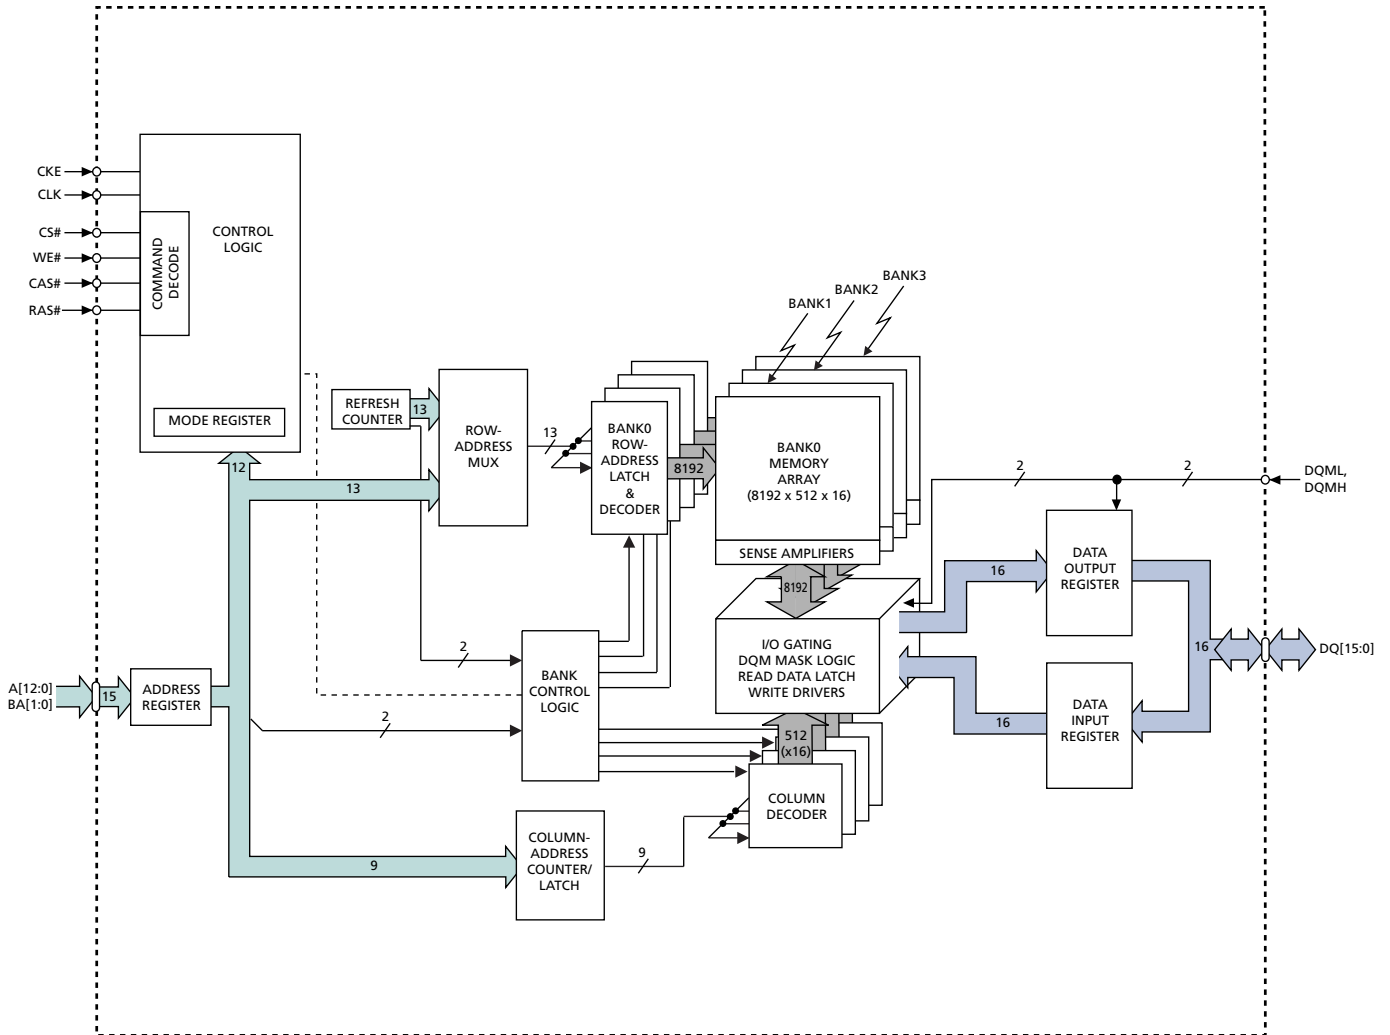 CKE
CLK
CS#
WE#
CAS#
RAS#
COMMAND
DECODE
CONTROL
LOGIC
MODE REGISTER
BANK3
BANK2
BANK1
REFRESH
COUNTER
13
ROW-
ADDRESS
MUX
13
BANK0
ROW-
ADDRESS
LATCH
&
DECODER
8192
BANK0
MEMORY
ARRAY
(8192 x 512 x 16)
SENSE AMPLIFIERS
12
13
2
2
DQML,
DQMH
8192
16
DATA
OUTPUT
REGISTER
I/O GATING
DQM MASK LOGIC
READ DATA LATCH
WRITE DRIVERS
16
DQ[15:0]
2
BANK
CONTROL
LOGIC
A[12:0]
BA[1:0]
15
ADDRESS
REGISTER
2
16
DATA
INPUT
REGISTER
512
(x16)
COLUMN
DECODER
COLUMN-
ADDRESS
COUNTER/
LATCH
9
9